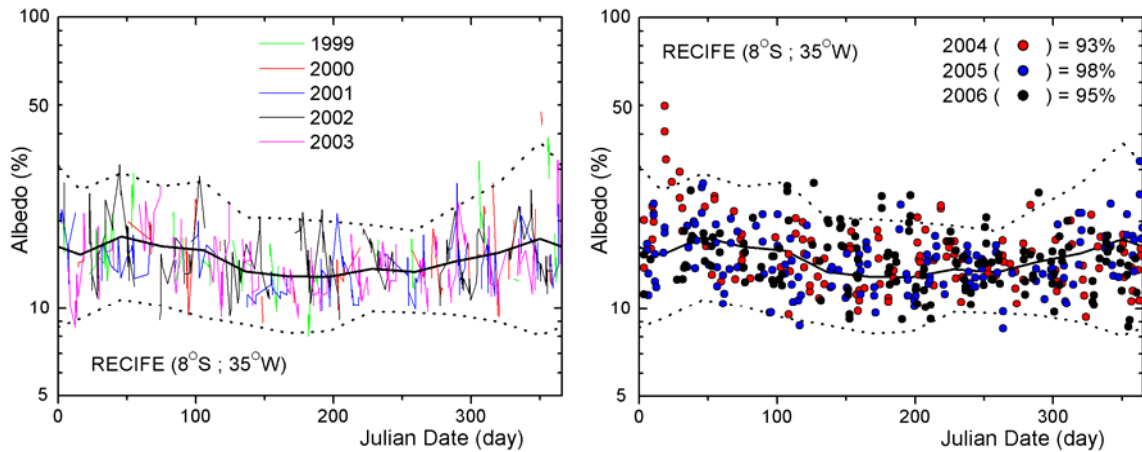 100
50
10
5
Albedo (%)
1999
2000
2001
2002
2003
RECIFE (8°S ; 35°W)
0 100 200 300
Julian Date (day)
100
50
10
5
Albedo (%)
RECIFE (8°S ; 35°W)
2004 ( ) = 93%
2005 ( ) = 98%
2006 ( ) = 95%
0 100 200 300
Julian Date (day)